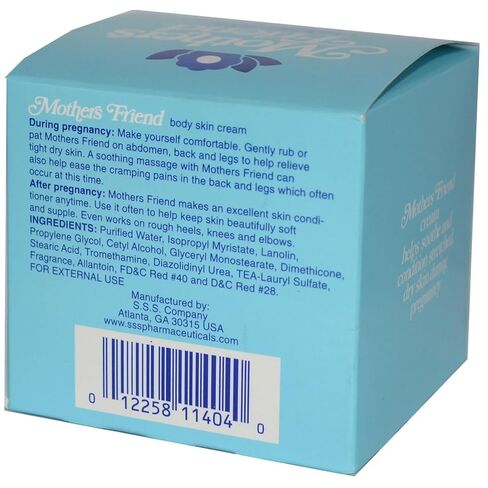 Mothers
Friend
Mothers Friend body skin cream
During pregnancy: Make yourself comfortable. Gently rub or
pat Mothers Friend on abdomen, back and legs to help relieve
tight dry skin. A soothing massage with Mothers Friend can
also help ease the cramping pains in the back and legs which often
occur at this time.
After pregnancy: Mothers Friend makes an excellent skin condi-
tioner anytime. Use it often to help keep skin beautifully soft
and supple. Even works on rough heels, knees and elbows.
INGREDIENTS: Purified Water, Isopropyl Myristate, Lanolin,
Propylene Glycol, Cetyl Alcohol, Glyceryl Monostearate, Dimethicone,
Stearic Acid, Tromethamine, Diazolidinyl Urea, TEA-Lauryl Sulfate,
Fragrance, Allantoin, FD&C Red #40 and D&C Red #28.
FOR EXTERNAL USE
Manufactured by:
S.S.S. Company
Atlanta, GA 30315 USA
www.ssspharmaceuticals.com
0 12258 11404 0
Mothers Friend
cream
helps soothe and
condition stretched,
dry skin during
pregnancy